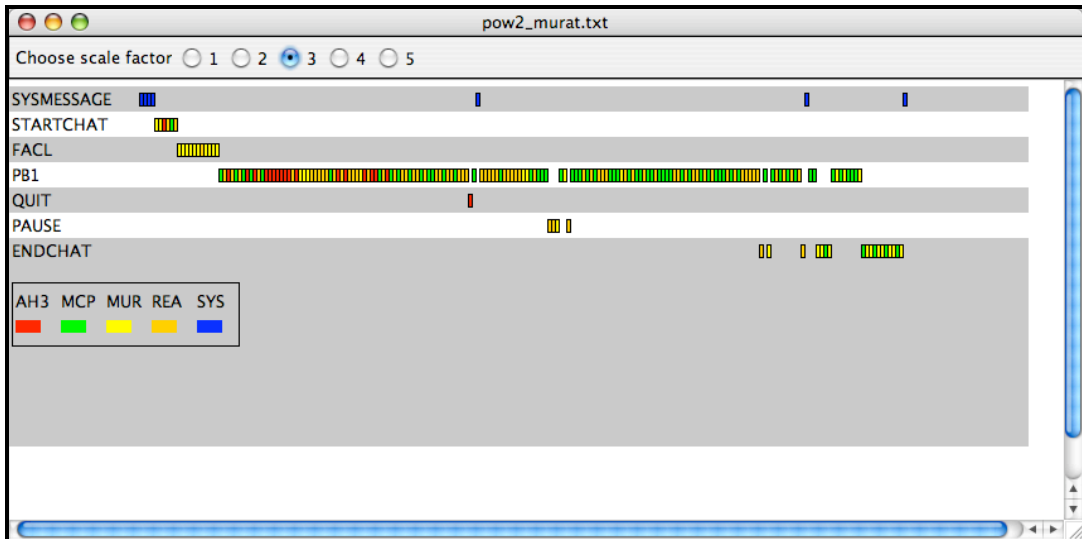 pow2_murat.txt
Choose scale factor 1 2 3 4 5
SYSMESSAGE
STARTCHAT
FACL
PB1
QUIT
PAUSE
ENDCHAT
AH3 MCP MUR REA SYS